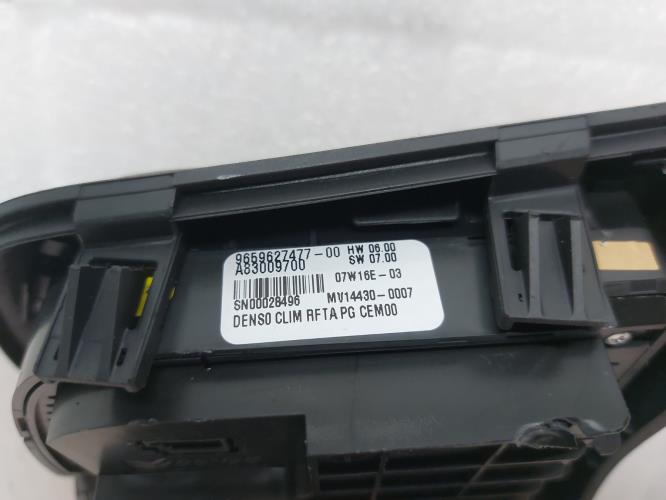 9659627477-00 HW 06.00
A83009700 SW 07.00
07W16E-03
SN00028496 MV14430-0007
DENSO CLIM RFTA PG CEM00